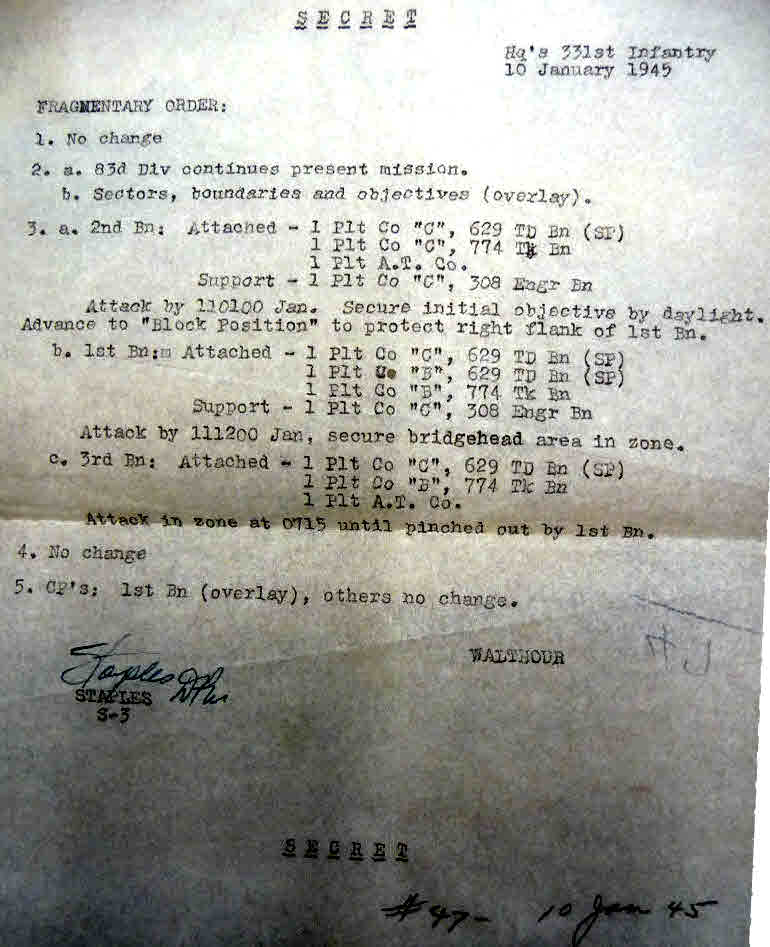 SECRET
Hq's 331st Infantry
10 January 1945
FRAGMENTARY ORDER:
1. No change
2. a. 83d Div continues present mission.
b. Sectors, boundaries and objectives (overlay).
3. a. 2nd Bn: Attached - 1 Plt Co "C", 629 TD Bn (SP)
1 Plt Co "C", 774 Tk Bn
1 Plt A.T. Co.
Support - 1 Plt Co "C", 308 Engr Bn
Attack by 110100 Jan. Secure initial objective by daylight.
Advance to "Block Position" to protect right flank of 1st Bn.
b. 1st Bn:m Attached - 1 Plt Co "C", 629 TD Bn (SP)
1 Plt Co "B", 629 TD Bn (SP)
1 Plt Co "B", 774 Tk Bn
Support - 1 Plt Co "C", 308 Engr Bn
Attack by 111200 Jan, secure bridgehead area in zone.
c. 3rd Bn: Attached - 1 Plt Co "C", 629 TD Bn (SP)
1 Plt Co "B", 774 Tk Bn
1 Plt A.T. Co.
Attack in zone at 0715 until pinched out by 1st Bn.
4. No change
5. CP's: 1st Bn (overlay), others no change.
WALTHOUR
Staples
STAPLES
S-3
SECRET
#47- 10 Jan 45